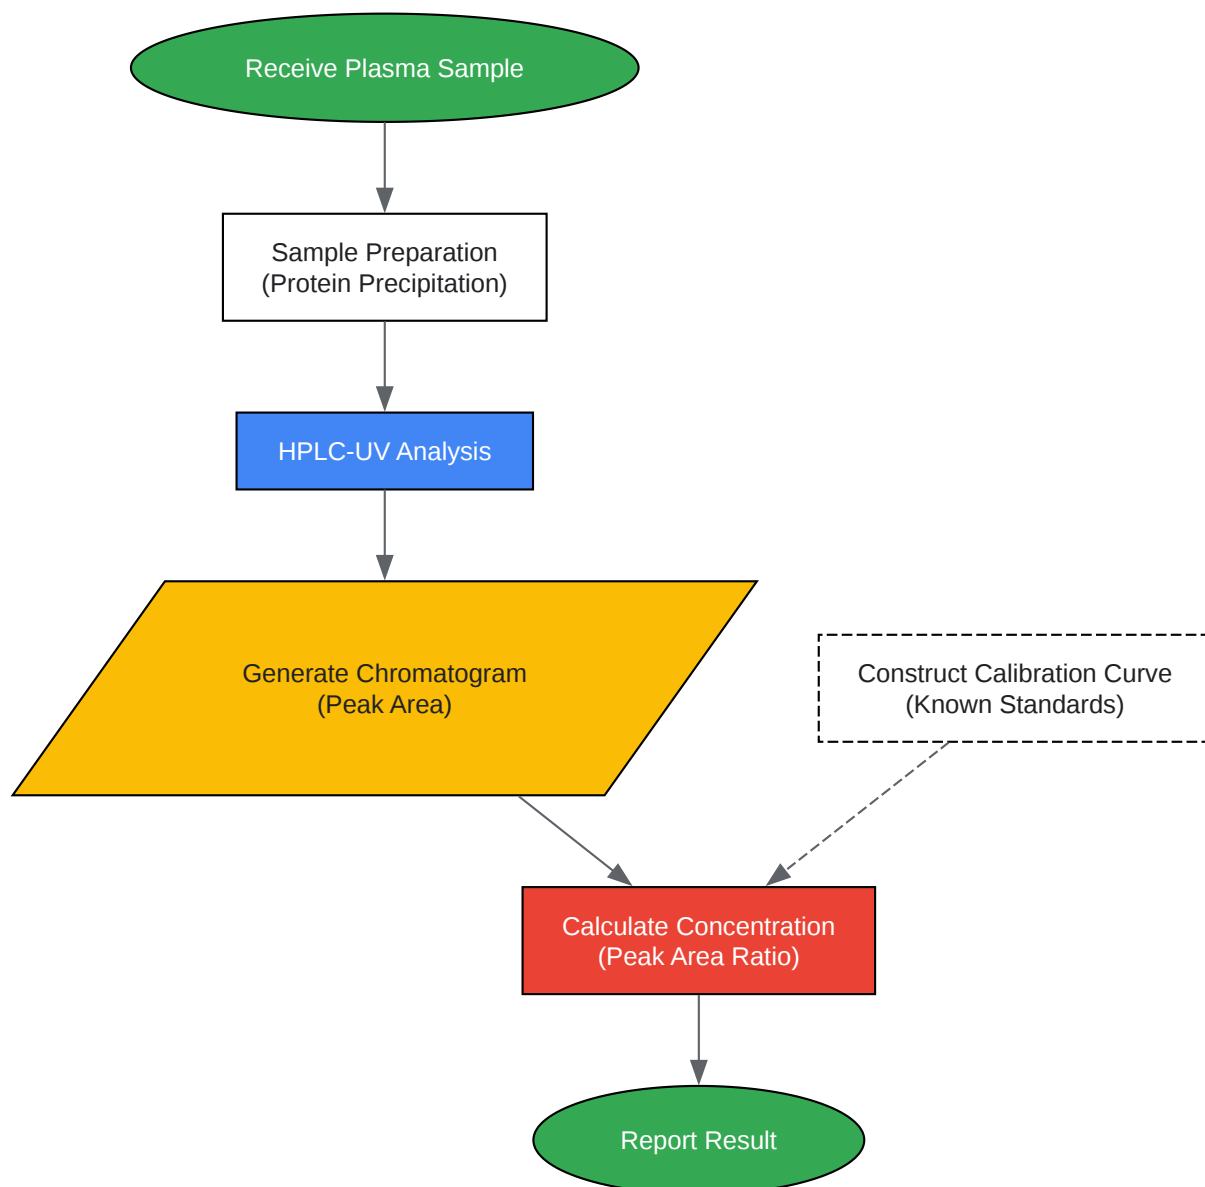 Receive Plasma Sample
Sample Preparation
(Protein Precipitation)
HPLC-UV Analysis
Generate Chromatogram
(Peak Area)
Construct Calibration Curve
(Known Standards)
Calculate Concentration
(Peak Area Ratio)
Report Result